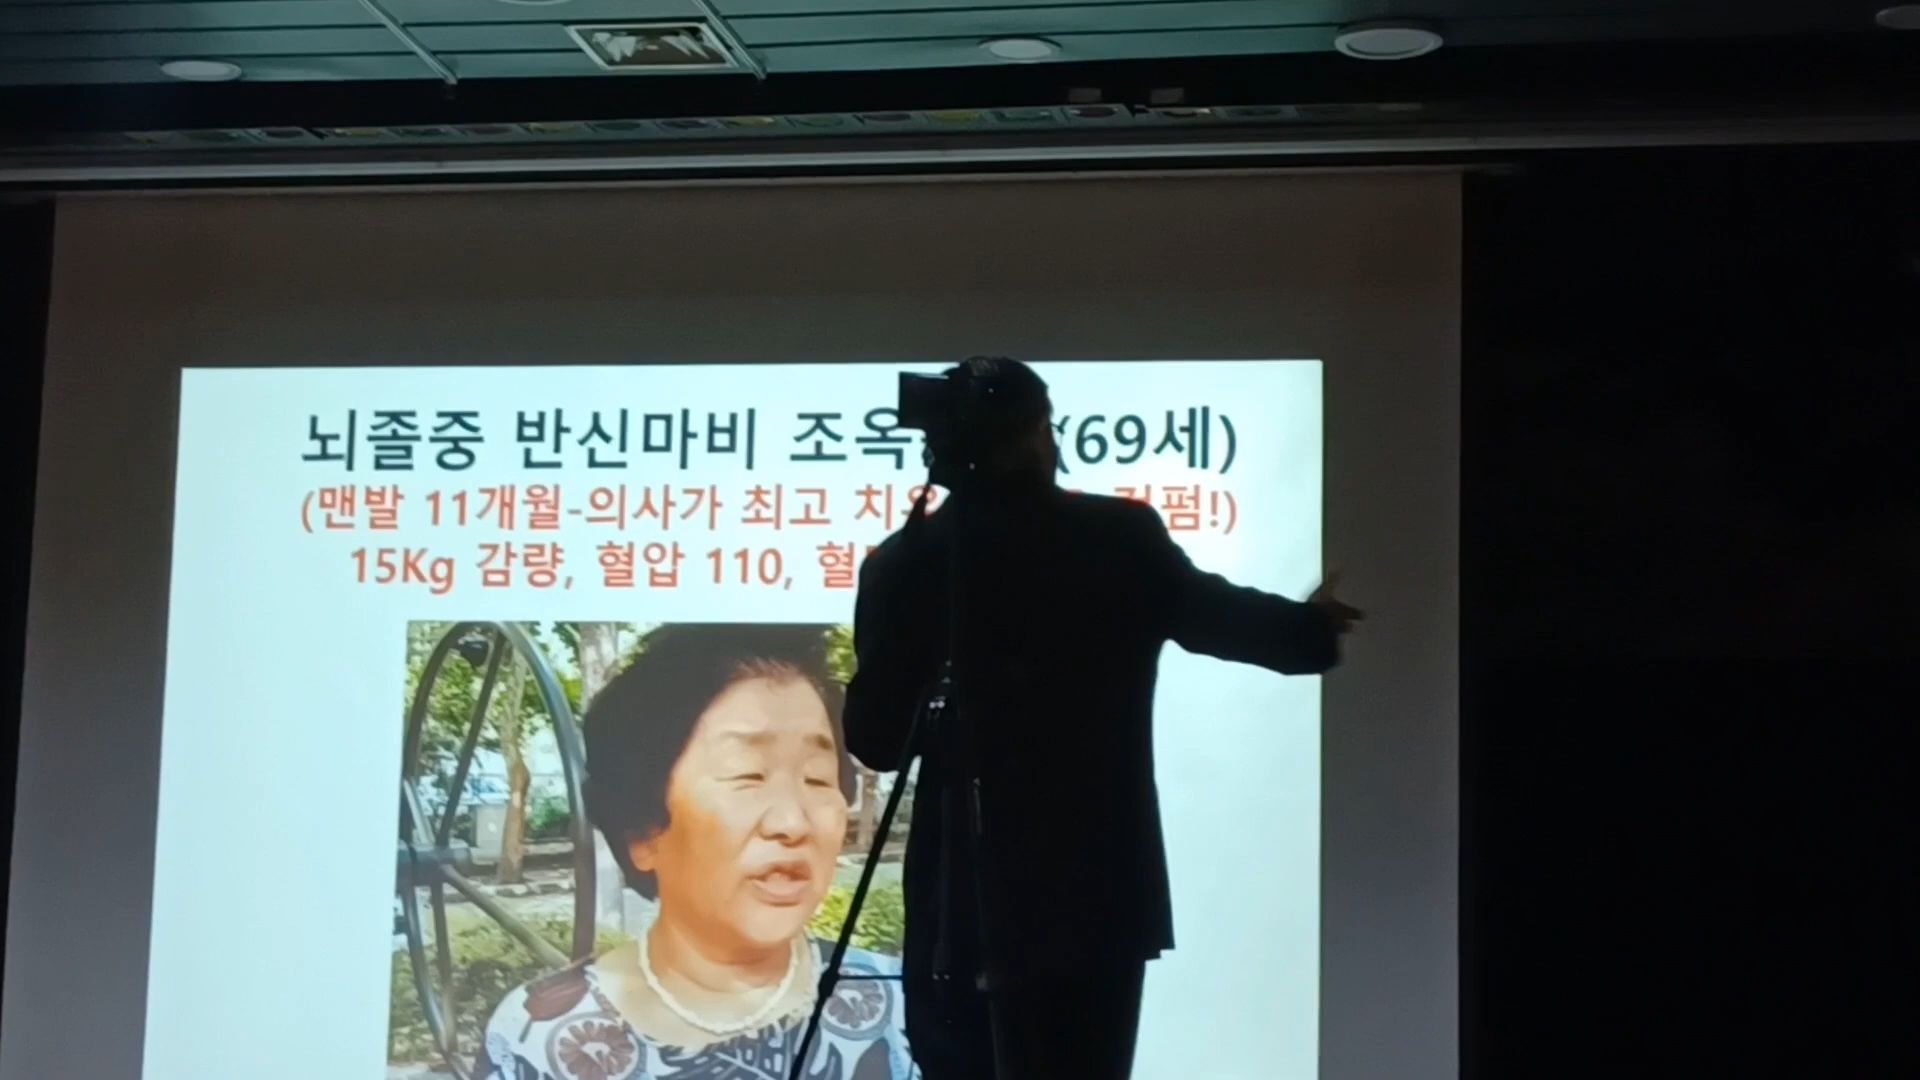 뇌졸중 반신마비 조옥 (69세)
(맨발 11개월-의사가 최고 치유 펌!)
15Kg 감량, 혈압 110,